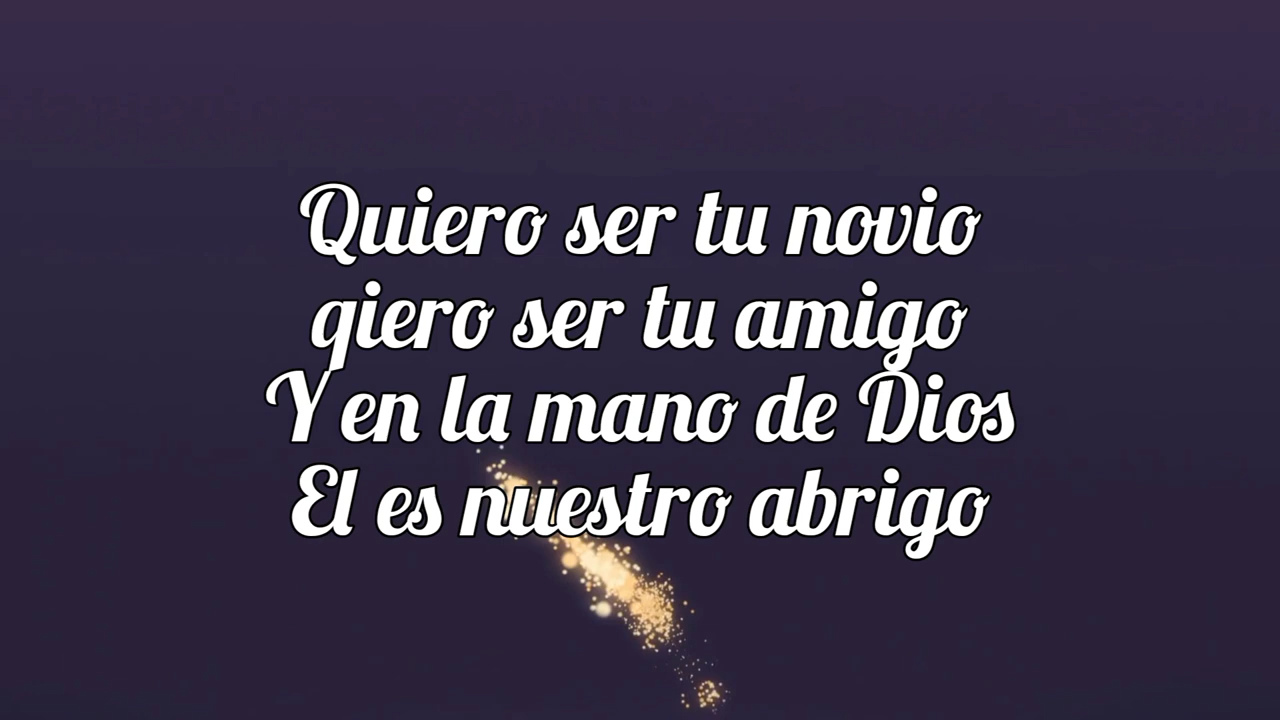 Quiero ser tu novio
qiero ser tu amigo
Y en la mano de Dios
El es nuestro abrigo